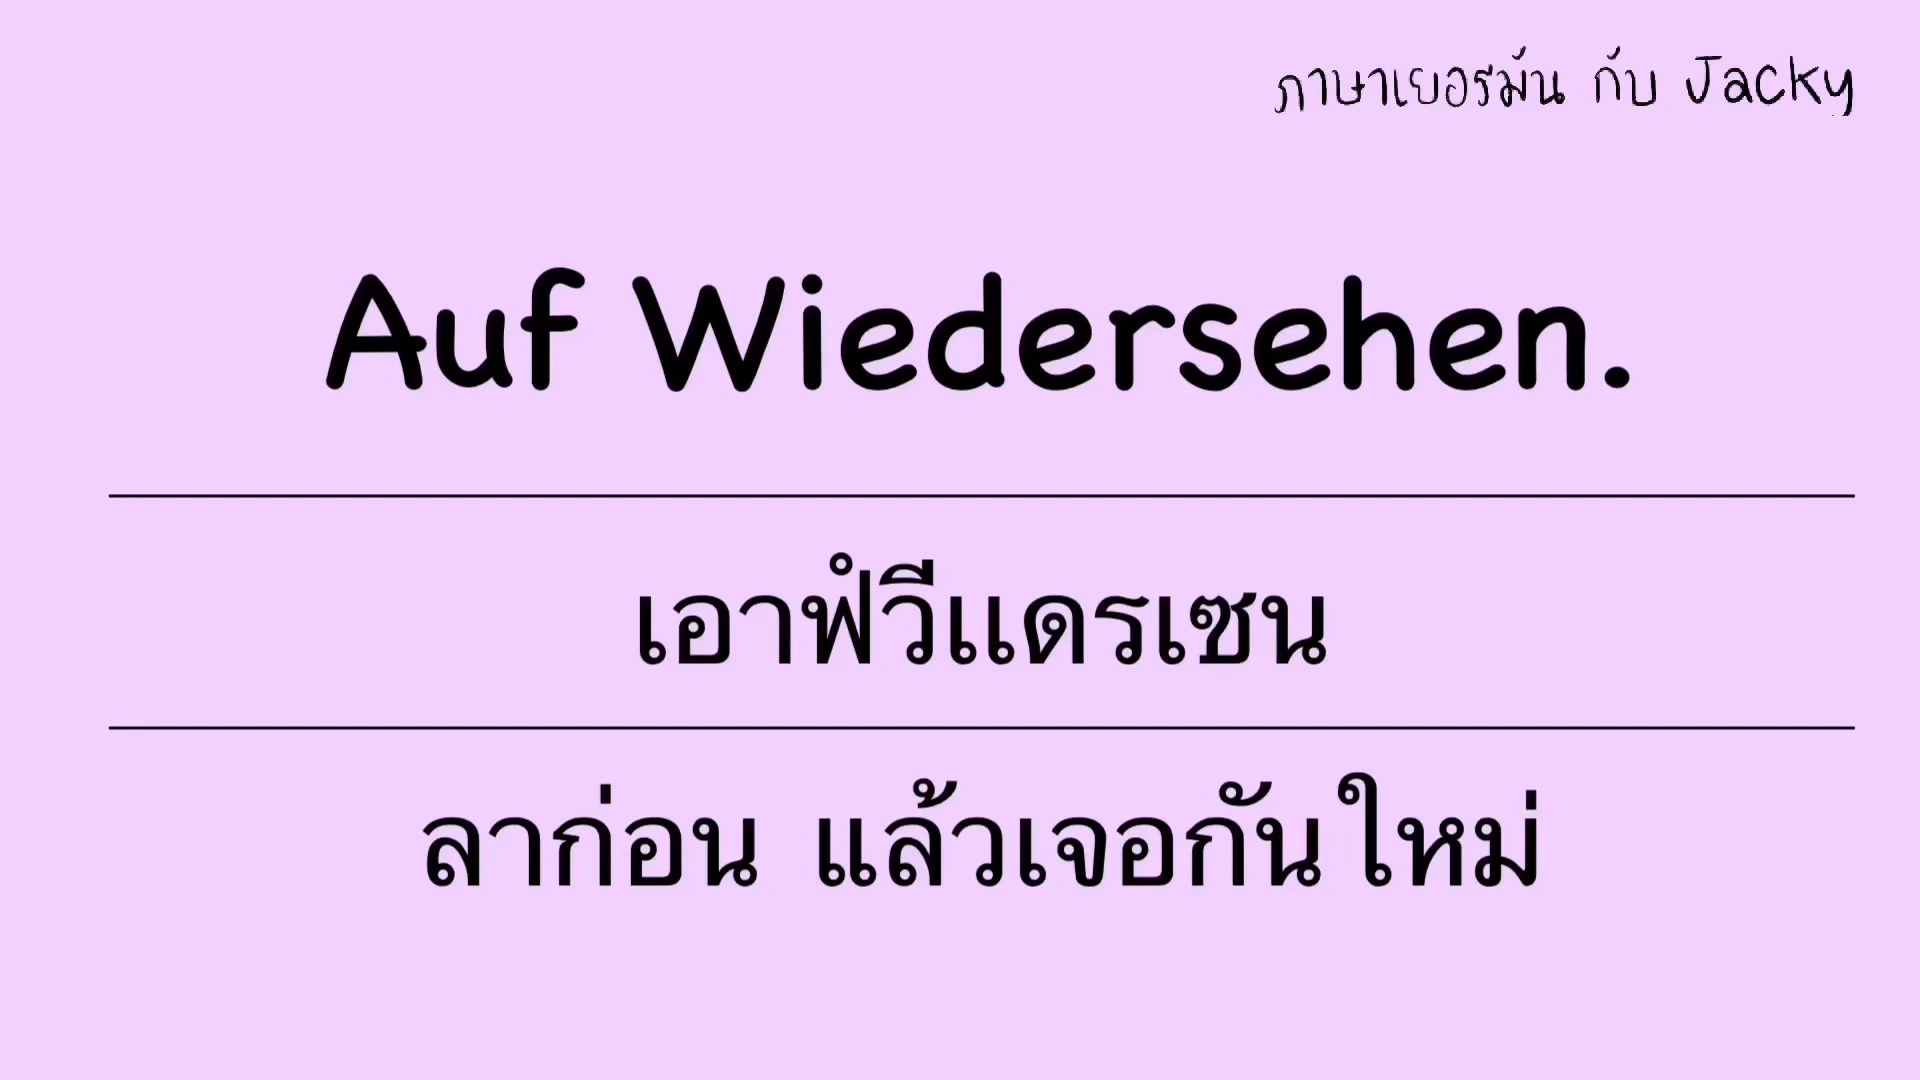 ภาษาเยอรมัน กับ Jacky
Auf Wiedersehen.
เอาฟํวีแดรเซน
ลาก่อน แล้วเจอกันใหม่